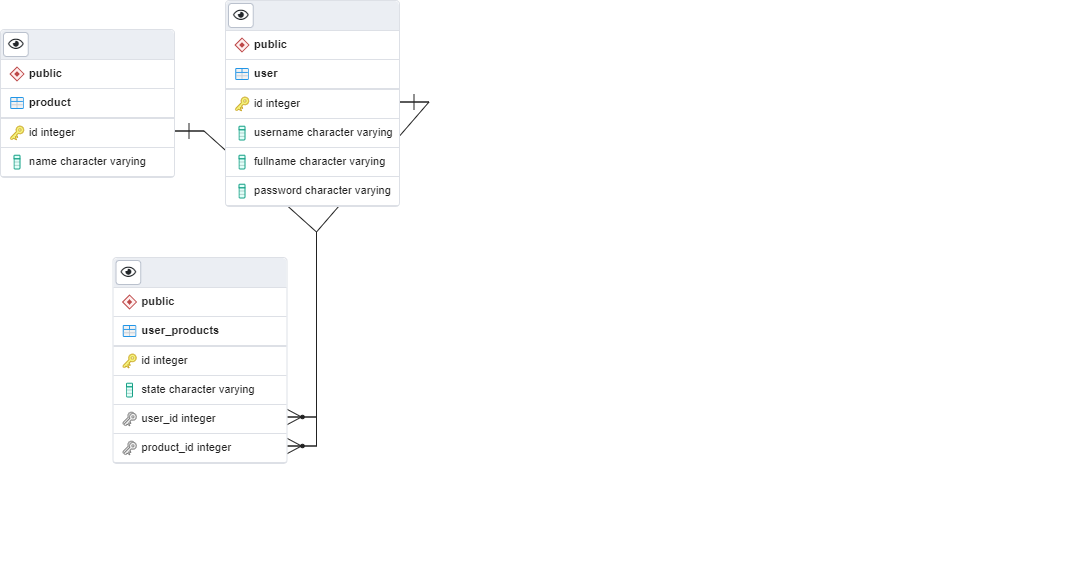 public
product
id integer
name character varying
public
user
id integer
username character varying
fullname character varying
password character varying
public
user_products
id integer
state character varying
user_id integer
product_id integer